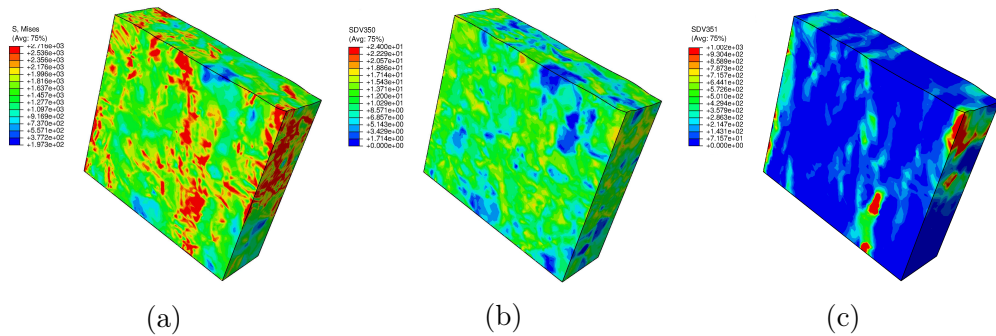 S, Mises
(Avg: 75%)
+2.716e+03
+2.536e+03
+2.356e+03
+2.176e+03
+1.996e+03
+1.816e+03
+1.637e+03
+1.457e+03
+1.277e+03
+1.097e+03
+9.169e+02
+7.370e+02
+5.571e+02
+3.772e+02
+1.973e+02
SDV350
(Avg: 75%)
+2.400e+01
+2.229e+01
+2.057e+01
+1.886e+01
+1.714e+01
+1.543e+01
+1.371e+01
+1.200e+01
+1.029e+01
+8.571e+00
+6.857e+00
+5.143e+00
+3.429e+00
+1.714e+00
+0.000e+00
SDV351
(Avg: 75%)
+1.002e+03
+9.304e+02
+8.589e+02
+7.873e+02
+7.157e+02
+6.441e+02
+5.726e+02
+5.010e+02
+4.294e+02
+3.579e+02
+2.863e+02
+2.147e+02
+1.431e+02
+7.157e+01
+0.000e+00
(a)
(b)
(c)